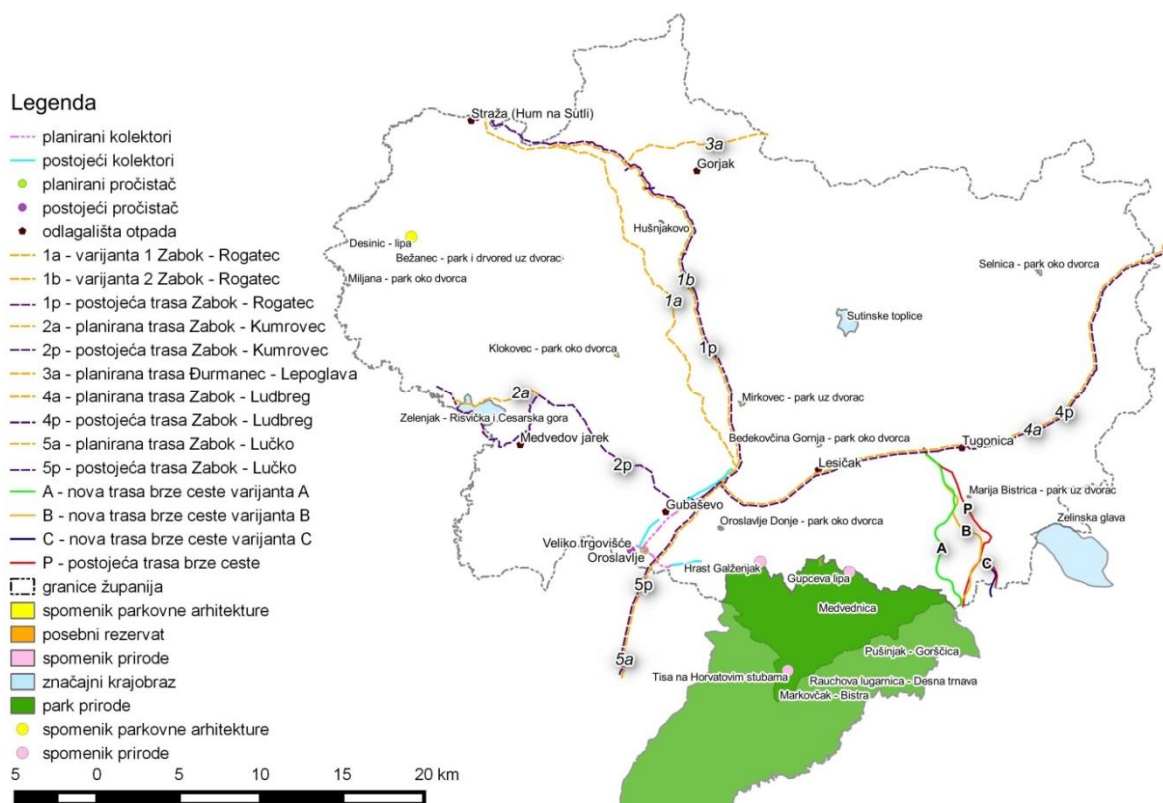 Legenda
planirani kolektori
postojeći kolektori
planirani pročistač
postojeći pročistač
odlagališta otpada
1a - varijanta 1 Zabok - Rogatec
1b - varijanta 2 Zabok - Rogatec
1p - postojeća trasa Zabok - Rogatec
2a - planirana trasa Zabok - Kumrovec
2p - postojeća trasa Zabok - Kumrovec
3a - planirana trasa Đurmanec - Lepoglava
4a - planirana trasa Zabok - Ludbreg
4p - postojeća trasa Zabok - Ludbreg
5a - planirana trasa Zabok - Lučko
5p - postojeća trasa Zabok - Lučko
A - nova trasa brze ceste varijanta A
B - nova trasa brze ceste varijanta B
C - nova trasa brze ceste varijanta C
P - postojeća trasa brze ceste
granice županija
spomenik parkovne arhitekture
posebni rezervat
spomenik prirode
značajni krajobraz
park prirode
spomenik parkovne arhitekture
spomenik prirode
5 0 5 10 15 20 km
Straža (Hum na Sutli)
3a
Gorjak
Hušnjakovo
Desinic - lipa
Bežanec - park i drvored uz dvorac
Miljana - park oko dvorca
Selnica - park oko dvorca
1b
1a
Sutinske toplice
Klokovec - park oko dvorca
1p
2a
Mirkovec - park uz dvorac
Zelenjak - Risvička i Cesarska gora
Medvedov jarek
Bedekovčina Gornja - park oko dvorca
4p
4a
Tugonica
2p
Lesičak
Marija Bistrica - park uz dvorac
Gubaševo
P
Zelinska glava
Oroslavlje Donje - park oko dvorca
B
Veliko trgovišće
A
Oroslavlje
C
Hrast Galženjak
5p
Gupceva lipa
Medvednica
Pušinjak - Gorščica
5a
Tisa na Horvatovim stubama
Rauchova lugarnica - Desna trnava
Markovčak - Bistra